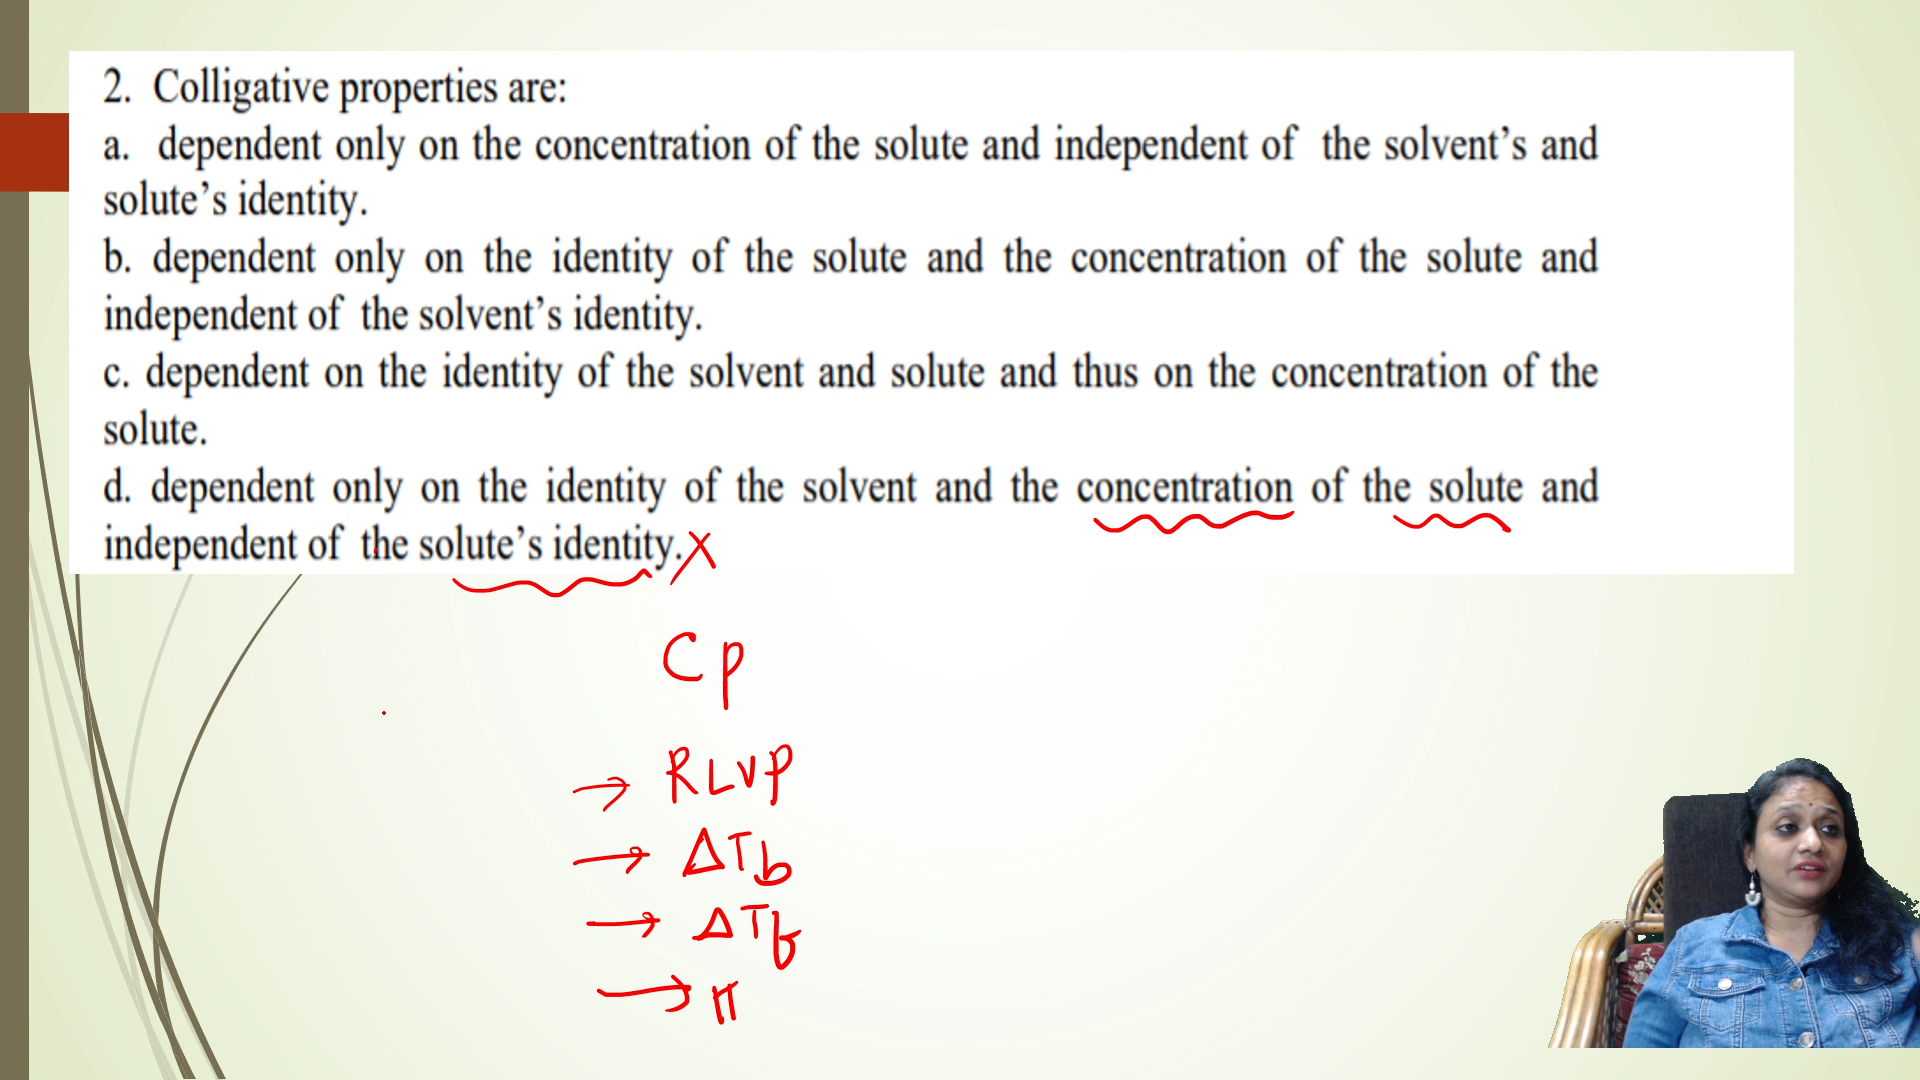 2. Colligative properties are:
a. dependent only on the concentration of the solute and independent of the solvent’s and
solute’s identity.
b. dependent only on the identity of the solute and the concentration of the solute and
independent of the solvent’s identity.
c. dependent on the identity of the solvent and solute and thus on the concentration of the
solute.
d. dependent only on the identity of the solvent and the concentration of the solute and
independent of the solute’s identity. X
Cp
→ RLVP
→ ΔTb
→ ΔTf
→ π